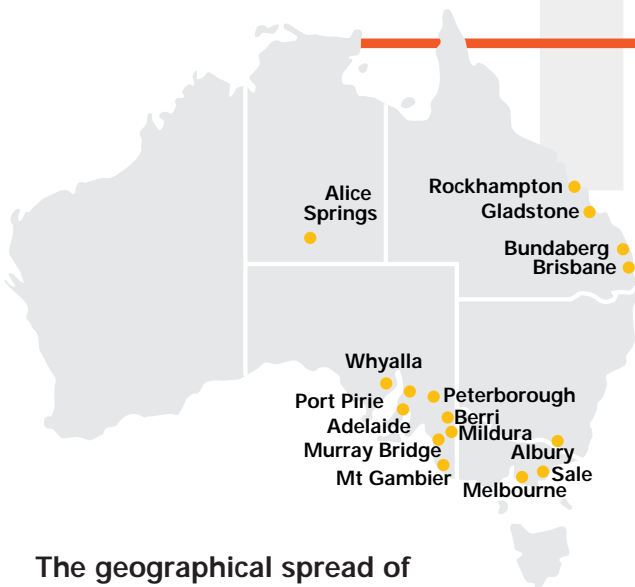 Rockhampton
Alice
Springs
Gladstone
Bundaberg
Brisbane
Whyalla
Port Pirie
Peterborough
Adelaide
Berri
Mildura
Murray Bridge
Albury
Mt Gambier
Sale
Melbourne
The geographical spread of